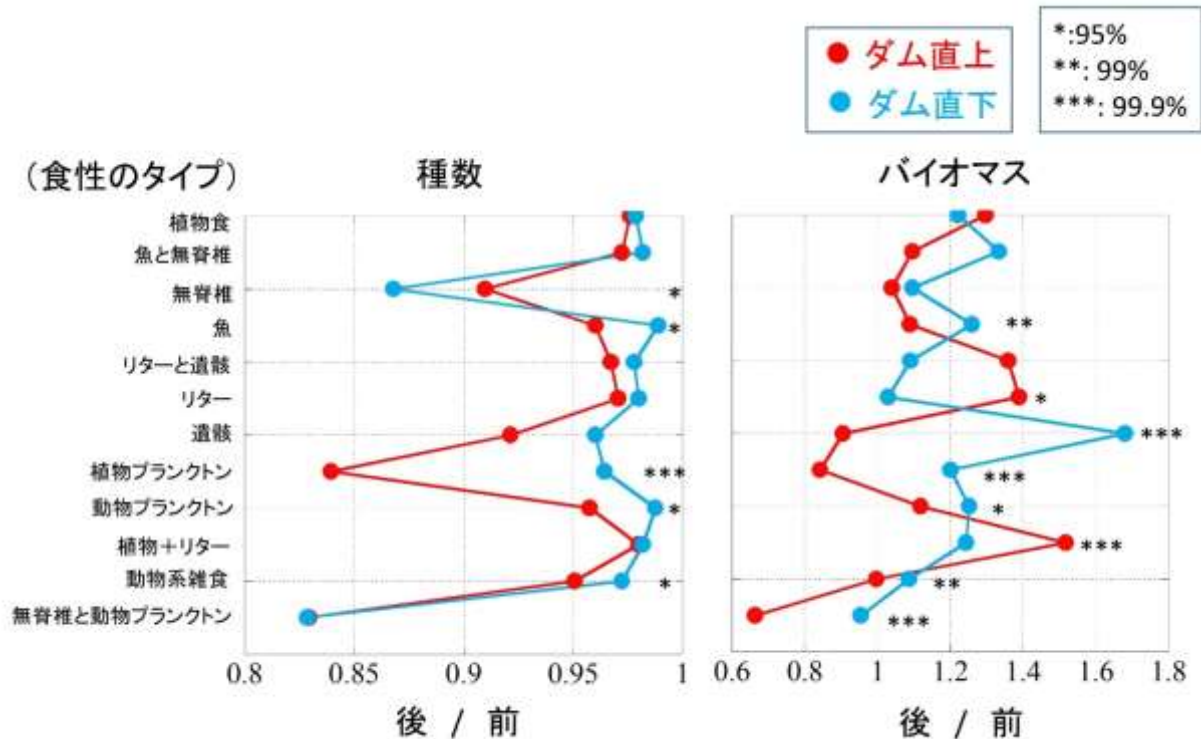 ダム直上
ダム直下
*:95%
**: 99%
***: 99.9%
（食性のタイプ）
種数
バイオマス
植物食
魚と無脊椎
無脊椎
*
魚
*
**
リターと遺骸
リター
*
遺骸
***
植物プランクトン
***
***
動物プランクトン
*
*
植物＋リター
***
動物系雑食
*
**
無脊椎と動物プランクトン
***
0.8 0.85 0.9 0.95 1
0.6 0.8 1 1.2 1.4 1.6 1.8
後 / 前
後 / 前